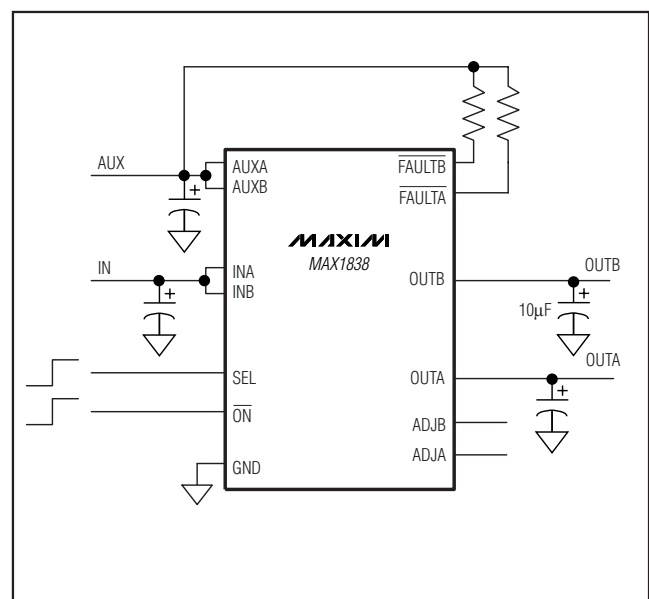 AUX
AUXA
AUXB
FAULTB
FAULTA
MAXIM
MAX1838
IN
INA
INB
OUTB
OUTB
10µF
+
+
+
+
SEL
OUTA
OUTA
ON
ADJB
GND
ADJA